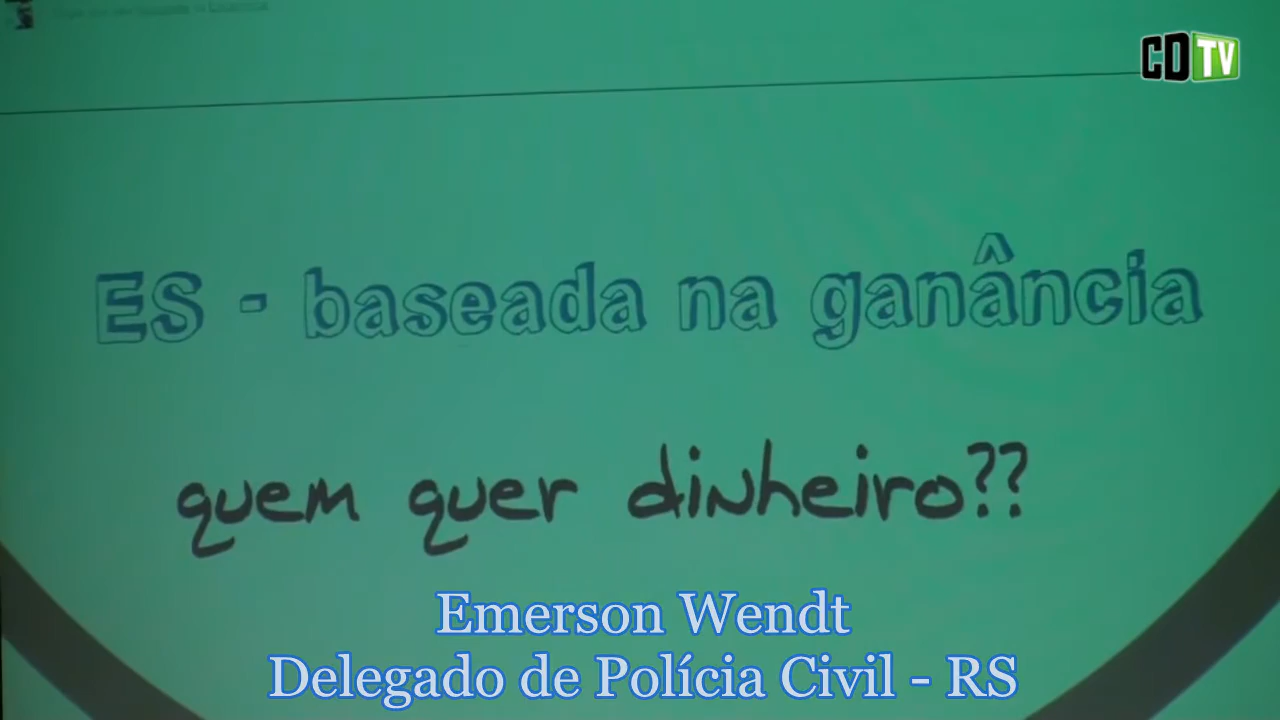 CDTV
ES - baseada na ganância
quem quer dinheiro??
Emerson Wendt
Delegado de Polícia Civil - RS